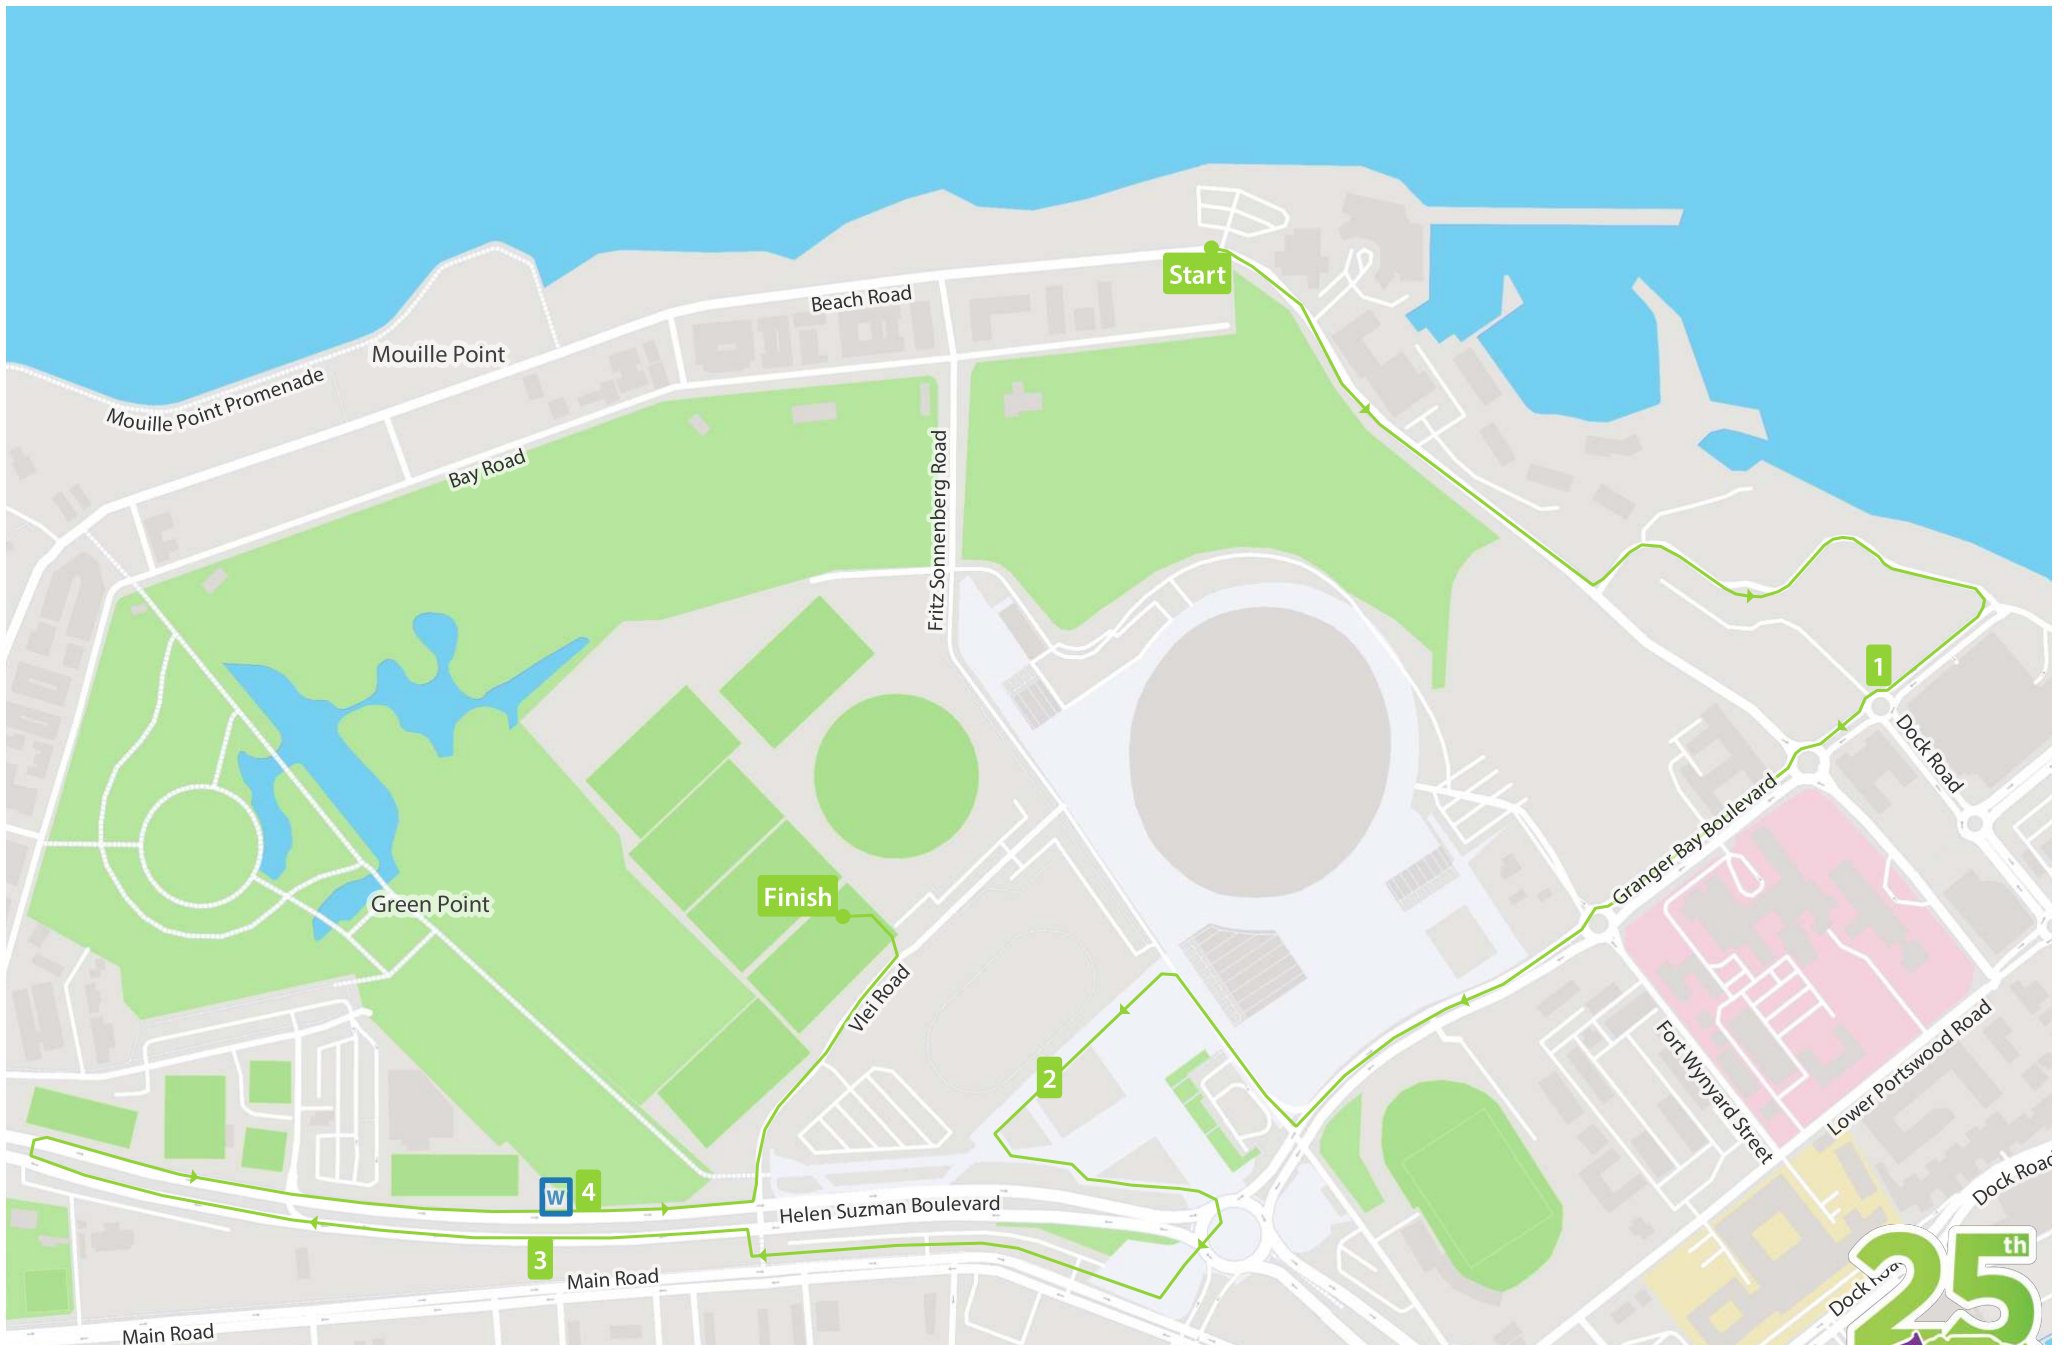 Start
Beach Road
Mouille Point
Mouille Point Promenade
Bay Road
Fritz Sonnenberg Road
1
Dock Road
Granger Bay Boulevard
Finish
Green Point
Vlei Road
2
Fort Wynyard Street
Lower Portswood Road
Dock Road
W
4
Helen Suzman Boulevard
3
Main Road
Main Road
Dock Road
25th